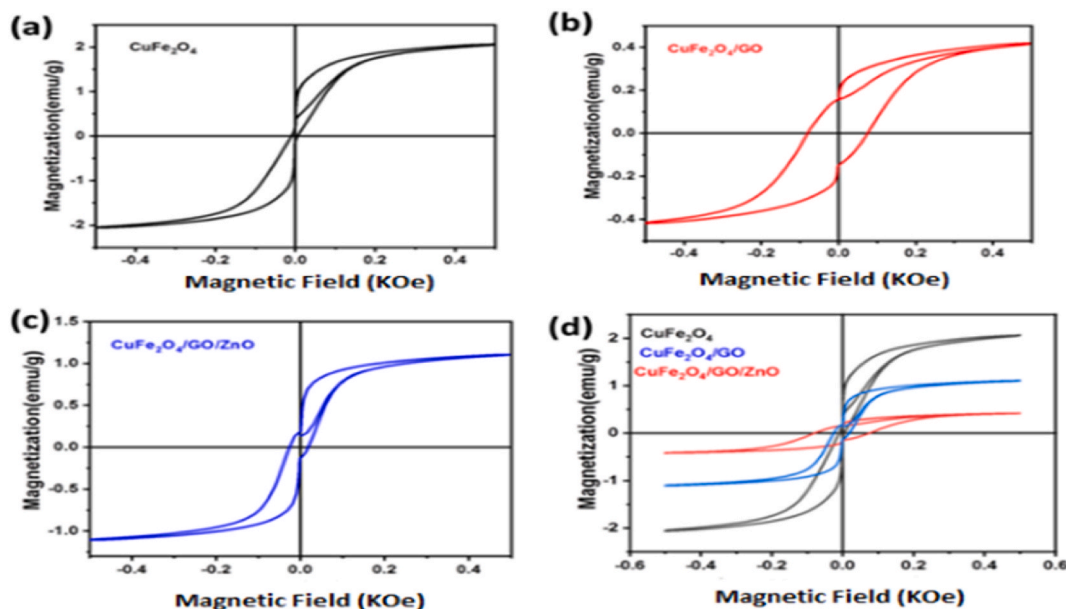 (a)
CuFe₂O₄
Magnetization(emu/g)
2
1
0
-1
-2
-0.4
-0.2
0.0
0.2
0.4
Magnetic Field (KOe)
(b)
CuFe₂O₄/GO
Magnetization(emu/g)
0.4
0.2
0.0
-0.2
-0.4
-0.4
-0.2
0.0
0.2
0.4
Magnetic Field (KOe)
(c)
CuFe₂O₄/GO/ZnO
Magnetization(emu/g)
1.5
1.0
0.5
0.0
-0.5
-1.0
-0.4
-0.2
0.0
0.2
0.4
Magnetic Field (KOe)
(d)
CuFe₂O₄
CuFe₂O₄/GO
CuFe₂O₄/GO/ZnO
Magnetization(emu/g)
2
1
0
-1
-2
-0.6
-0.4
-0.2
0.0
0.2
0.4
0.6
Magnetic Field (KOe)